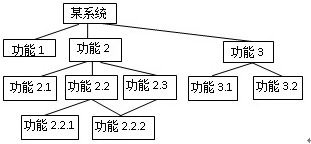 某系统
功能 1
功能 2
功能 3
功能 2.1
功能 2.2
功能 2.3
功能 3.1
功能 3.2
功能 2.2.1
功能 2.2.2